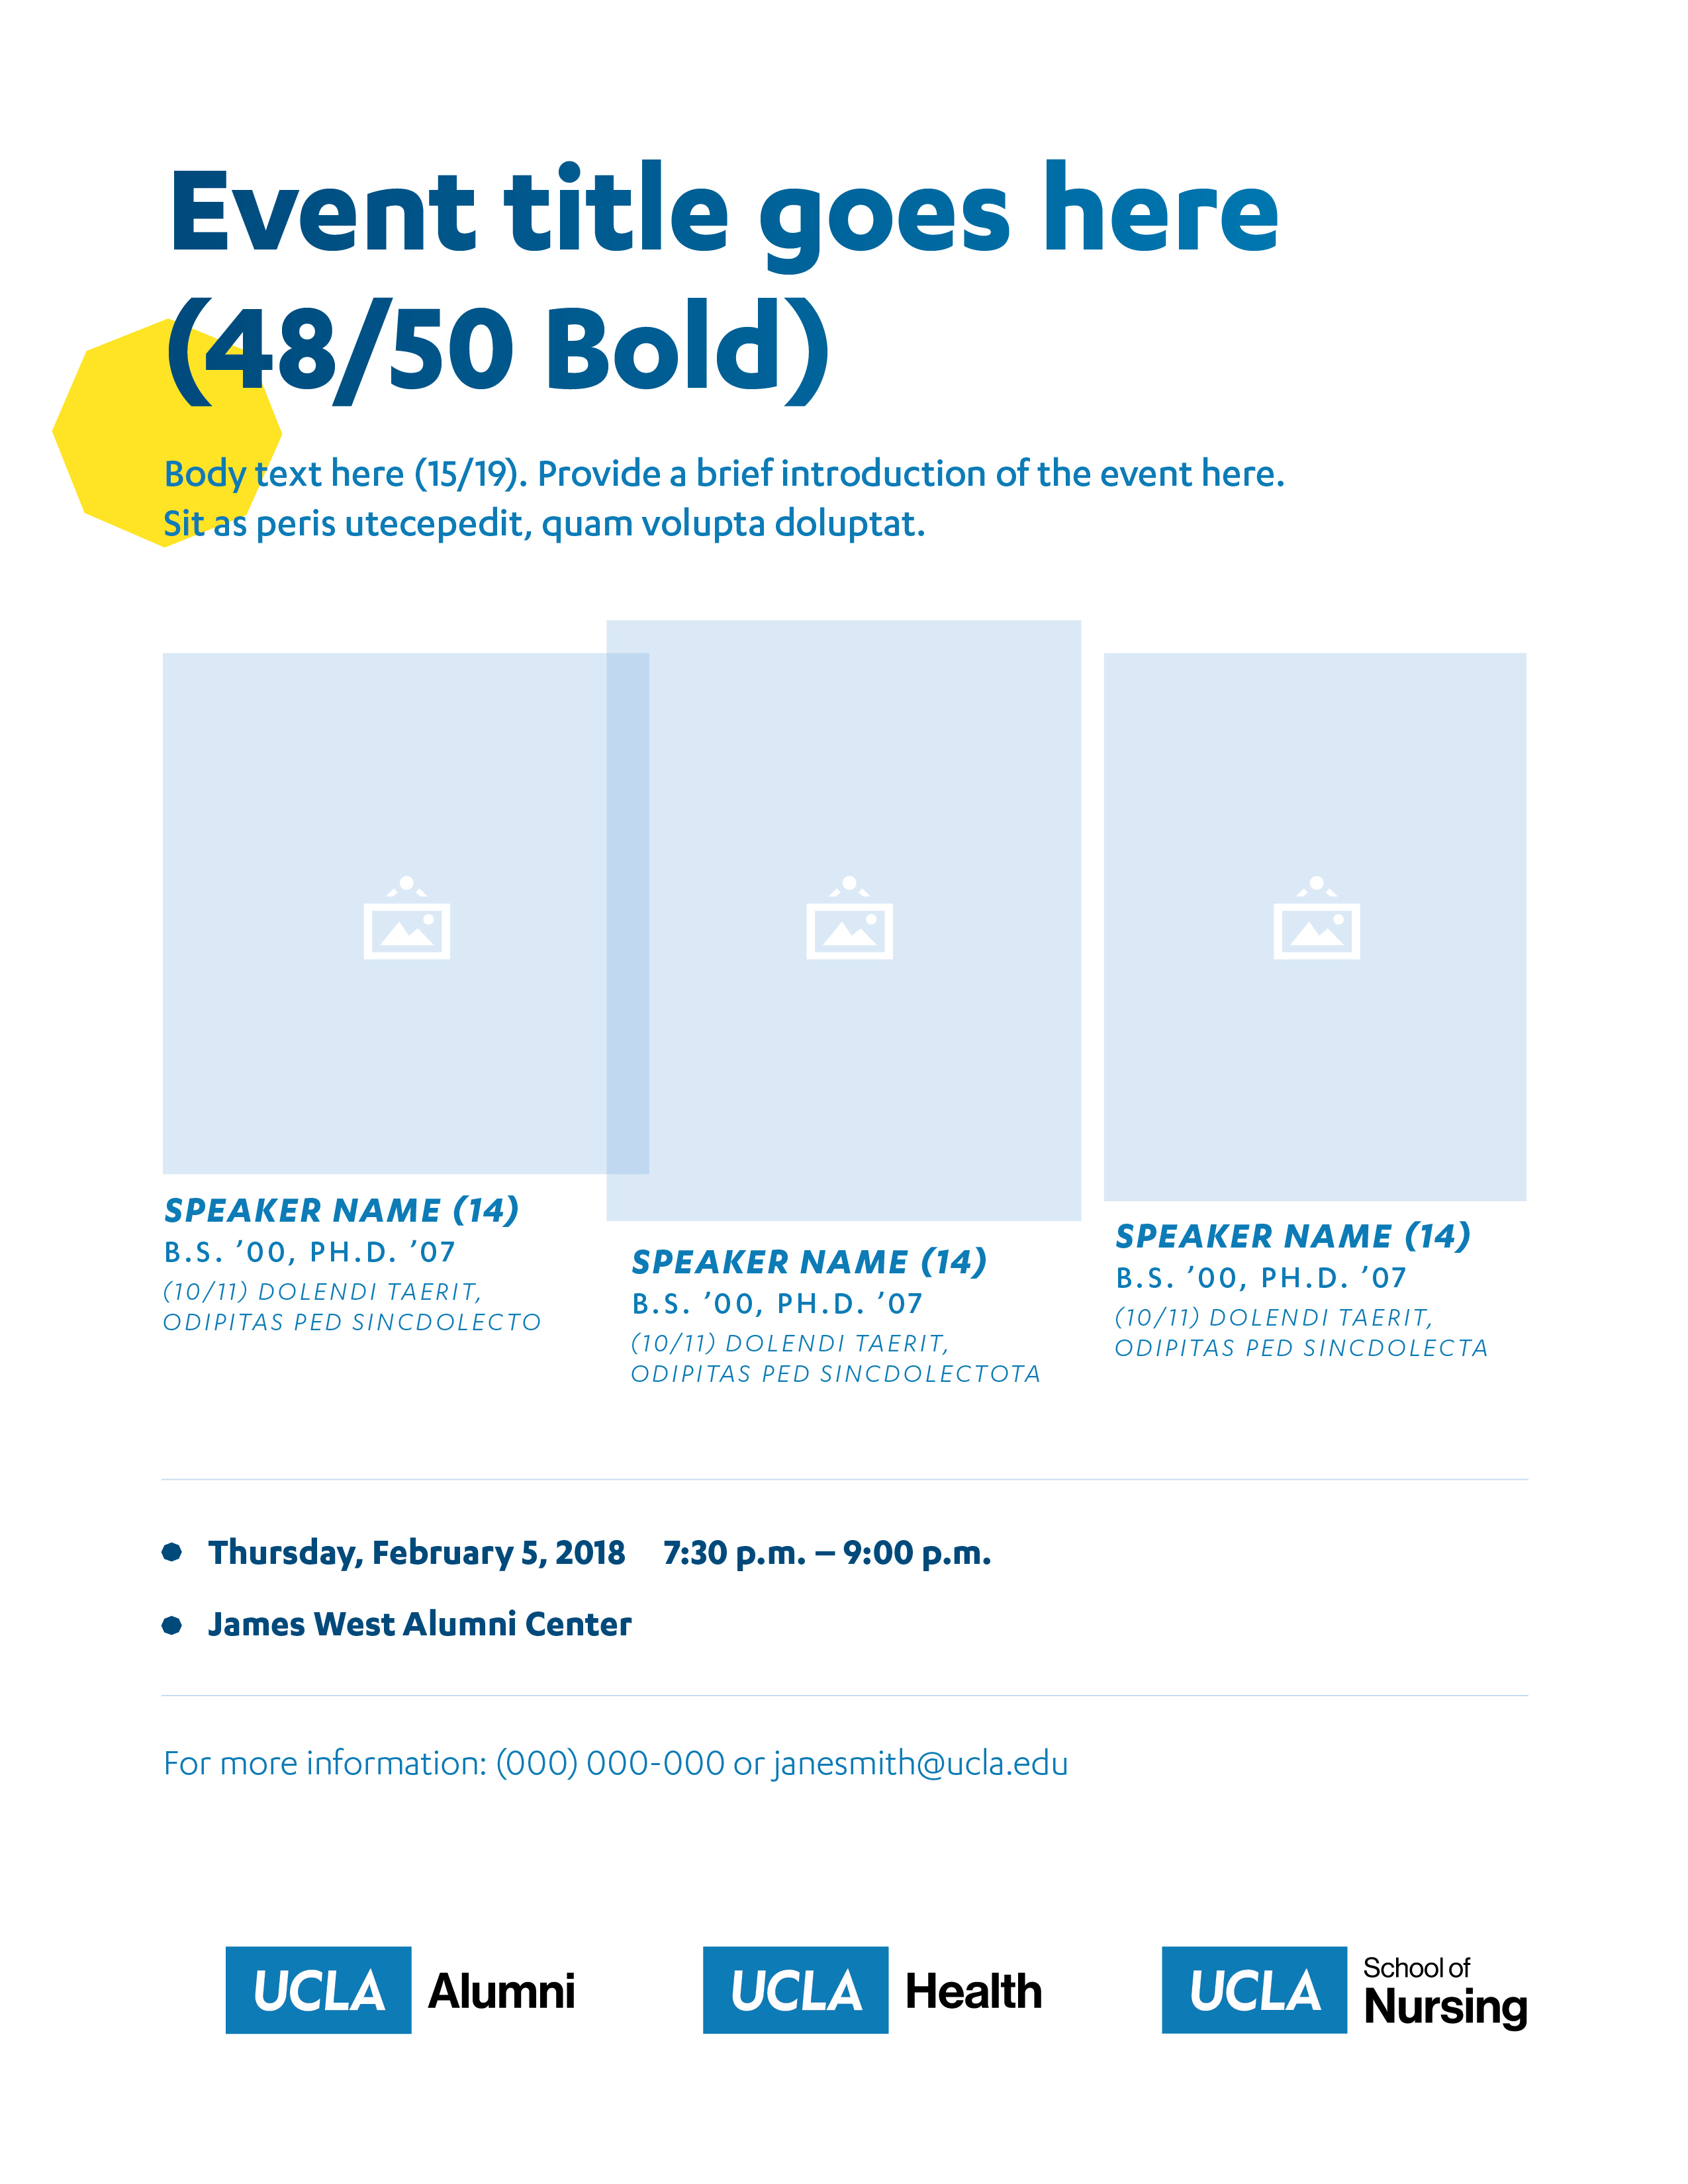 Event title goes here
(48/50 Bold)
Body text here (15/19). Provide a brief introduction of the event here.
Sit as peris utecepedit, quam volupta doluptat.
SPEAKER NAME (14)
B.S. ’00, PH.D. ’07
(10/11) DOLENDI TAERIT,
ODIPITAS PED SINCDOLECTO
SPEAKER NAME (14)
B.S. ’00, PH.D. ’07
(10/11) DOLENDI TAERIT,
ODIPITAS PED SINCDOLECTOTA
SPEAKER NAME (14)
B.S. ’00, PH.D. ’07
(10/11) DOLENDI TAERIT,
ODIPITAS PED SINCDOLECTA
Thursday, February 5, 2018 7:30 p.m. – 9:00 p.m.
James West Alumni Center
For more information: (000) 000-000 or janesmith@ucla.edu
UCLA Alumni
UCLA Health
UCLA School of
Nursing